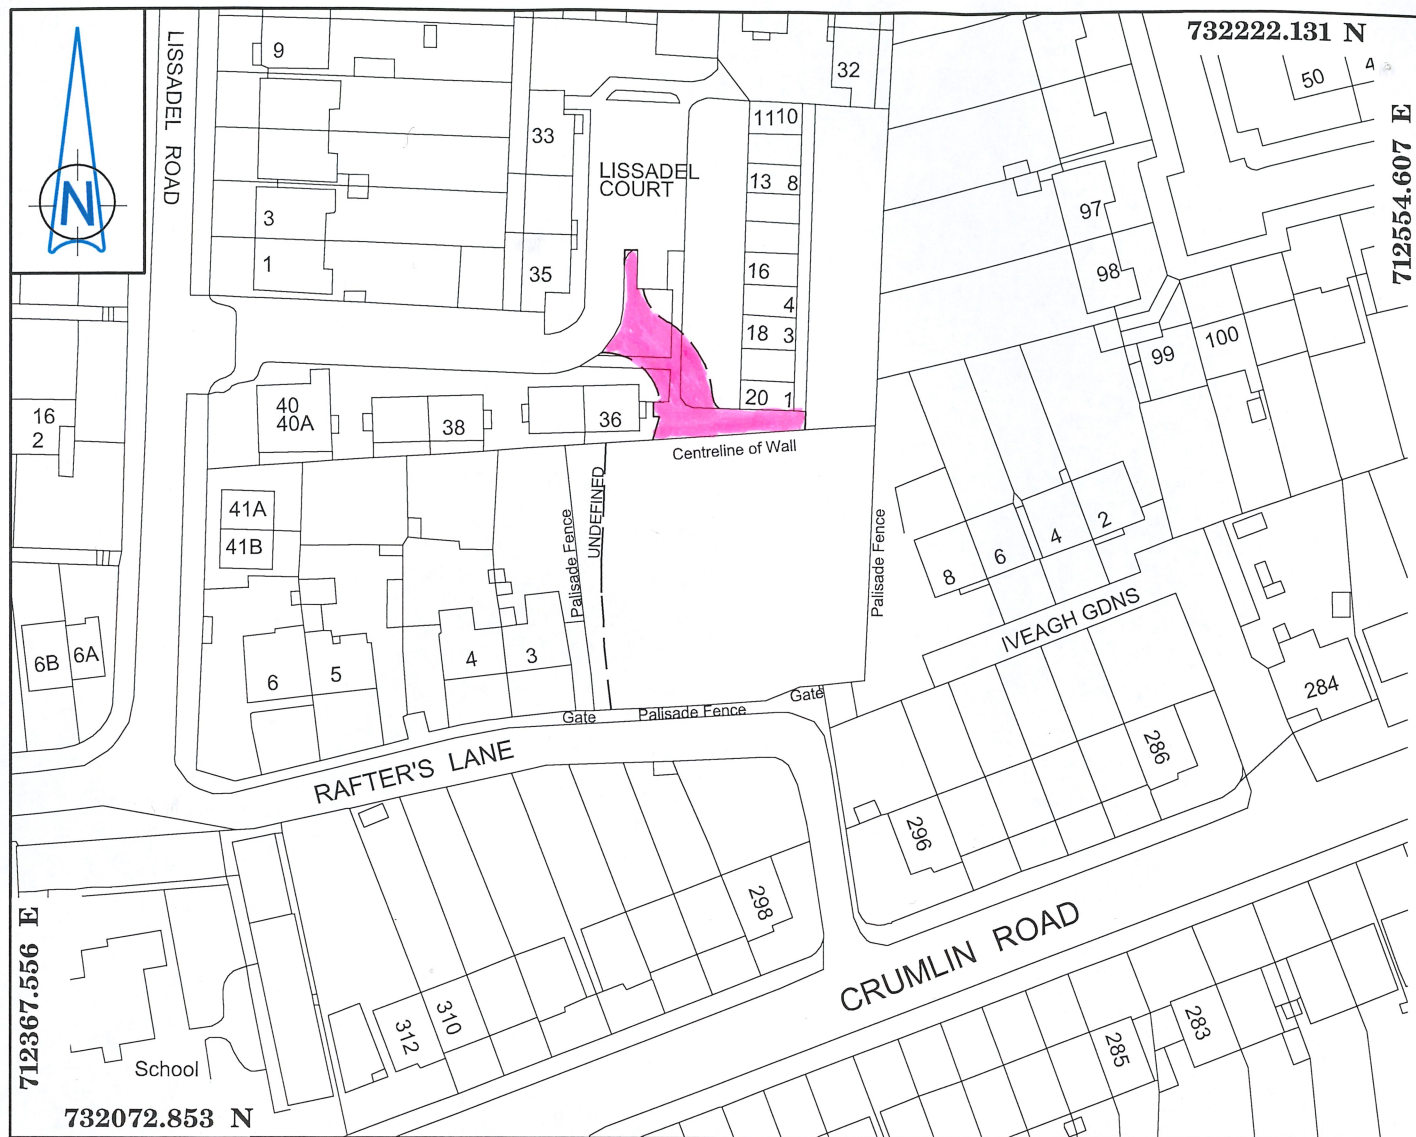 732222.131 N
LISSADEL ROAD
9
32
50
4
N
33
1110
712554.607 E
LISSADEL
COURT
13 8
3
97
1
35
16
98
4
18 3
99
100
40
40A
38
36
20 1
16
2
Centreline of Wall
41A
41B
Palisade Fence
UNDEFINED
Palisade Fence
8
6
4
2
IVEAGH GDNS
6B
6A
6
5
4
3
284
Gate
Palisade Fence
Gate
RAFTER'S LANE
286
296
298
CRUMLIN ROAD
712367.556 E
312
310
285
283
School
732072.853 N